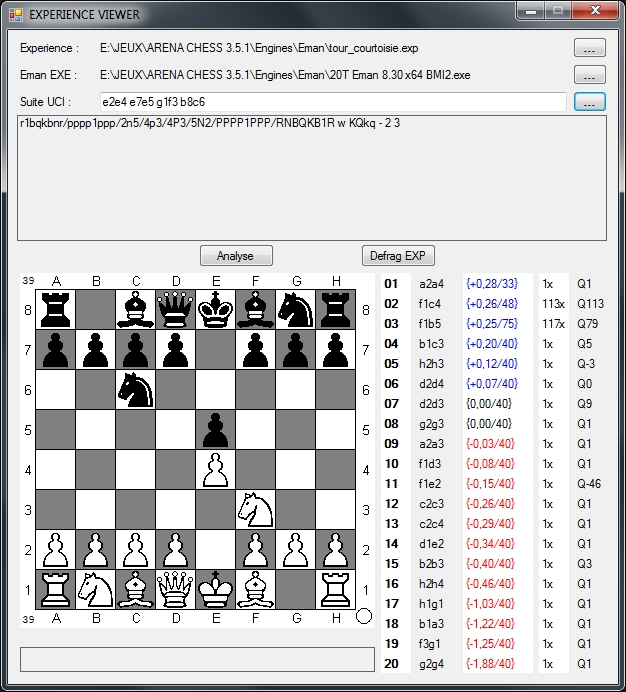 EXPERIENCE VIEWER
Experience : E:\JEUX\ARENA CHESS 3.5.1\Engines\Eman\tour_courtoisie.exp ...
Eman EXE : E:\JEUX\ARENA CHESS 3.5.1\Engines\Eman\20T Eman 8.30 x64 BMI2.exe ...
Suite UCI : e2e4 e7e5 g1f3 b8c6 ...
r1bqkbnr/pppp1ppp/2n5/4p3/4P3/5N2/PPPP1PPP/RNBQKB1R w KQkq - 2 3
Analyse Defrag EXP
39 A B C D E F G H 39
8 8
7 7
6 6
5 5
4 4
3 3
2 2
1 1
39 A B C D E F G H
01 a2a4 {+0,28/33} 1x Q1
02 f1c4 {+0,26/48} 113x Q113
03 f1b5 {+0,25/75} 117x Q79
04 b1c3 {+0,20/40} 1x Q5
05 h2h3 {+0,12/40} 1x Q-3
06 d2d4 {+0,07/40} 1x Q0
07 d2d3 {0,00/40} 1x Q9
08 g2g3 {0,00/40} 1x Q1
09 a2a3 {-0,03/40} 1x Q1
10 f1d3 {-0,08/40} 1x Q1
11 f1e2 {-0,15/40} 1x Q-46
12 c2c3 {-0,26/40} 1x Q1
13 c2c4 {-0,29/40} 1x Q1
14 d1e2 {-0,34/40} 1x Q1
15 b2b3 {-0,40/40} 1x Q3
16 h2h4 {-0,46/40} 1x Q1
17 h1g1 {-1,03/40} 1x Q1
18 b1a3 {-1,22/40} 1x Q1
19 f3g1 {-1,25/40} 1x Q1
20 g2g4 {-1,88/40} 1x Q1